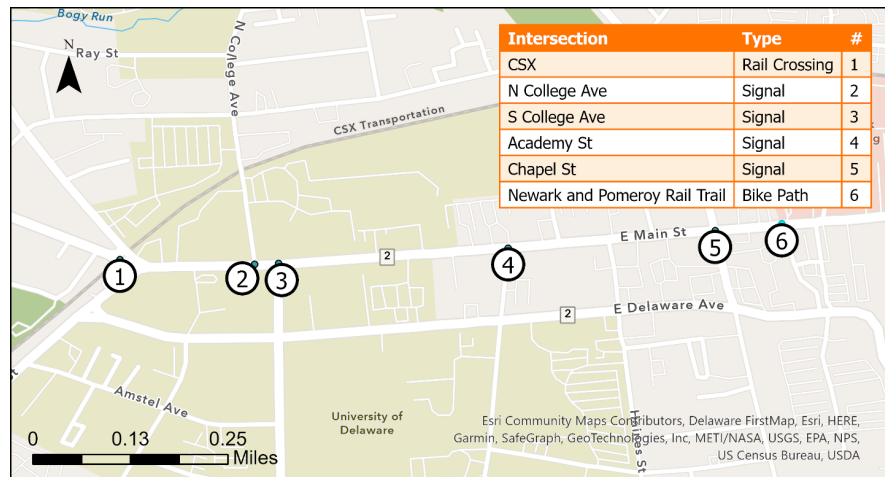 Bogy Run
N
Ray St
N College Ave
CSX Transportation
Intersection Type #
CSX Rail Crossing 1
N College Ave Signal 2
S College Ave Signal 3
Academy St Signal 4
Chapel St Signal 5
Newark and Pomeroy Rail Trail Bike Path 6
E Main St
1
2
3
2
4
5
6
2
E Delaware Ave
Amstel Ave
University of
Delaware
Haines St
St
0 0.13 0.25
Miles
Esri Community Maps Contributors, Delaware FirstMap, Esri, HERE,
Garmin, SafeGraph, GeoTechnologies, Inc, METI/NASA, USGS, EPA, NPS,
US Census Bureau, USDA